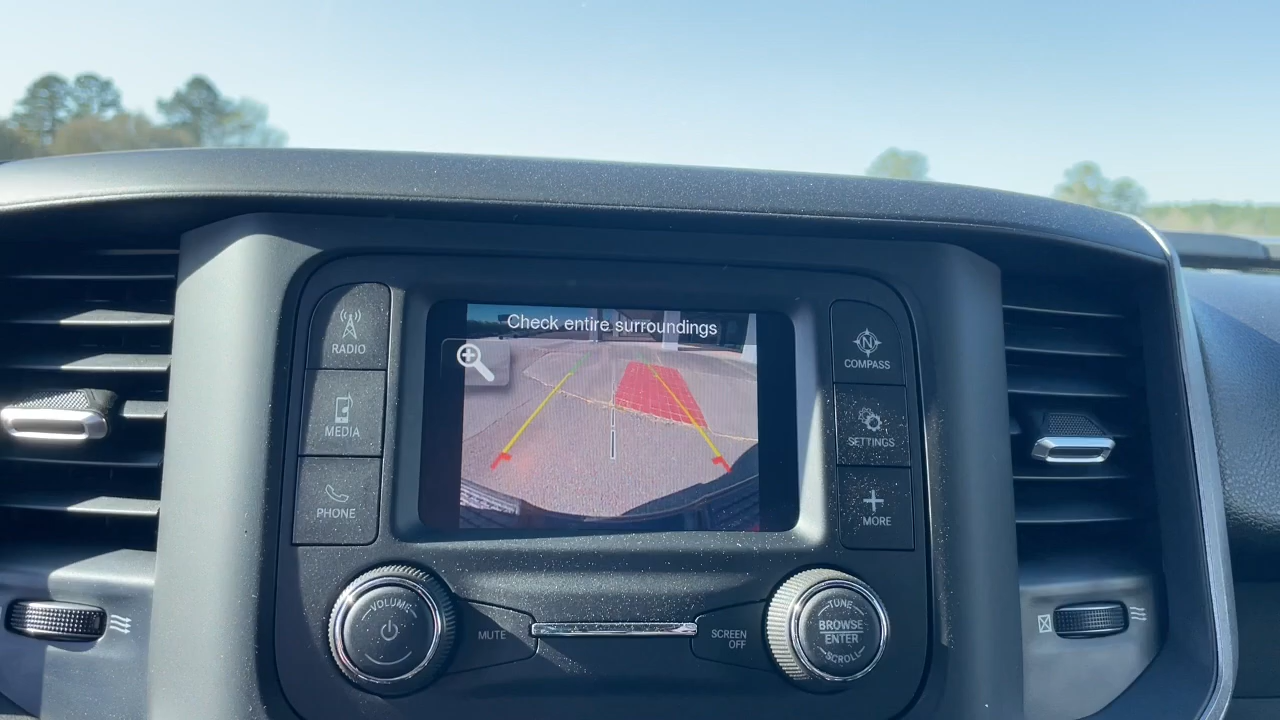 Check entire surroundings
RADIO
MEDIA
PHONE
N
COMPASS
SETTINGS
MORE
VOLUME
MUTE
SCREEN
OFF
TUNE
BROWSE
ENTER
SCROLL